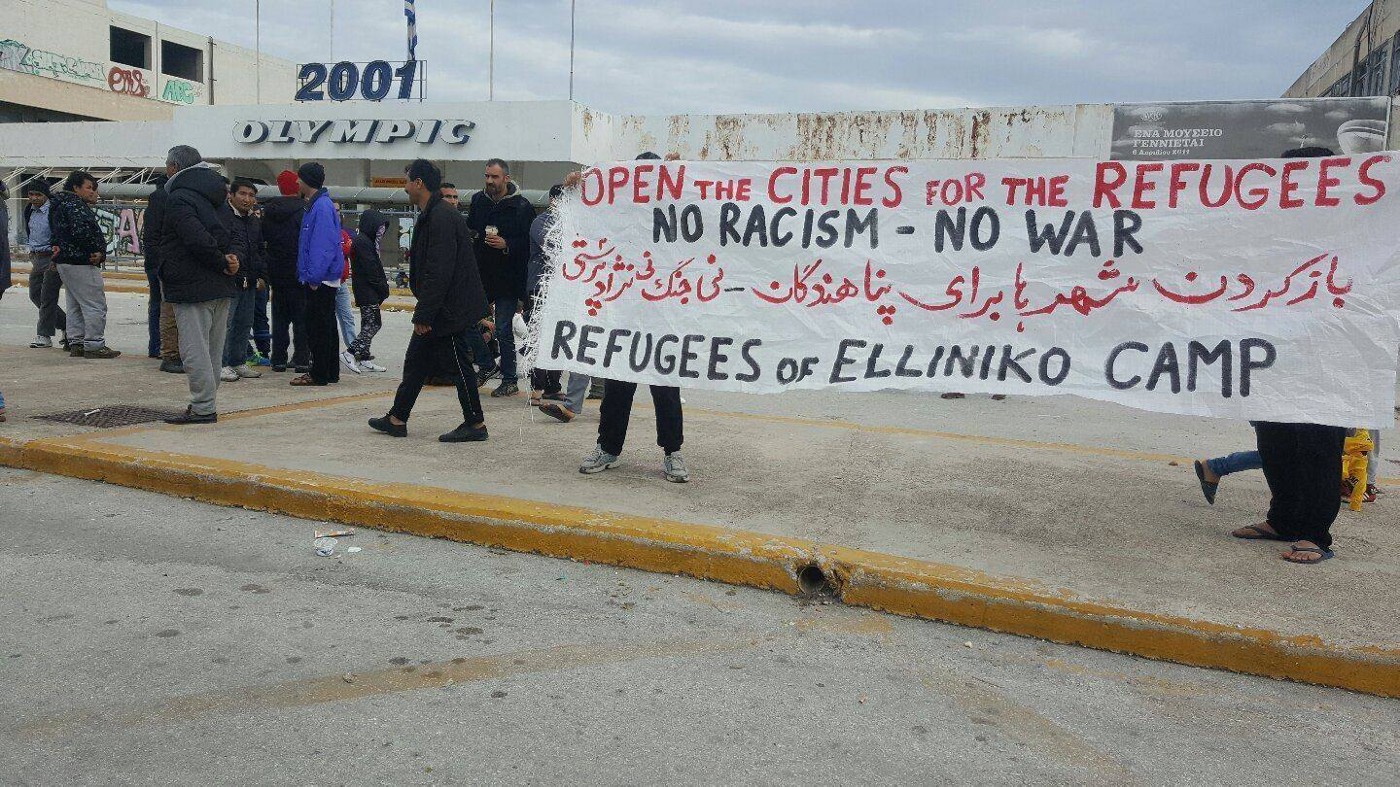 2001
OLYMPIC
ΕΝΑ ΜΟΥΣΕΙΟ
ΓΕΝΝΙΕΤΑΙ
OPEN THE CITIES FOR THE REFUGEES
NO RACISM - NO WAR
بازکردن شهرها برای پناهندگان - نی جنگ نی نژادپرستی
REFUGEES OF ELLINIKO CAMP